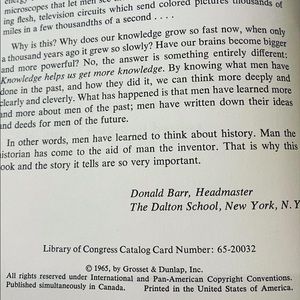 microscopes that let men see
ing flesh, television circuits which send colored pictures thousands of
miles in a few thousandths of a second . . . .
Why is this? Why does our knowledge grow so fast now, when only
a thousand years ago it grew so slowly? Have our brains become bigger
and more powerful? No, the answer is something entirely different:
Knowledge helps us get more knowledge. By knowing what men have
done in the past, and how they did it, we can think more deeply and
clearly and cleverly. What has happened is that men have learned more
and more about men of the past; men have written down their ideas
and deeds for men of the future.
In other words, men have learned to think about history. Man the
historian has come to the aid of man the inventor. That is why this
ook and the story it tells are so very important.
Donald Barr, Headmaster
The Dalton School, New York, N.Y
Library of Congress Catalog Card Number: 65-20032
© 1965, by Grosset & Dunlap, Inc.
All rights reserved under International and Pan-American Copyright Conventions.
Published simultaneously in Canada. Printed in the United States of America.